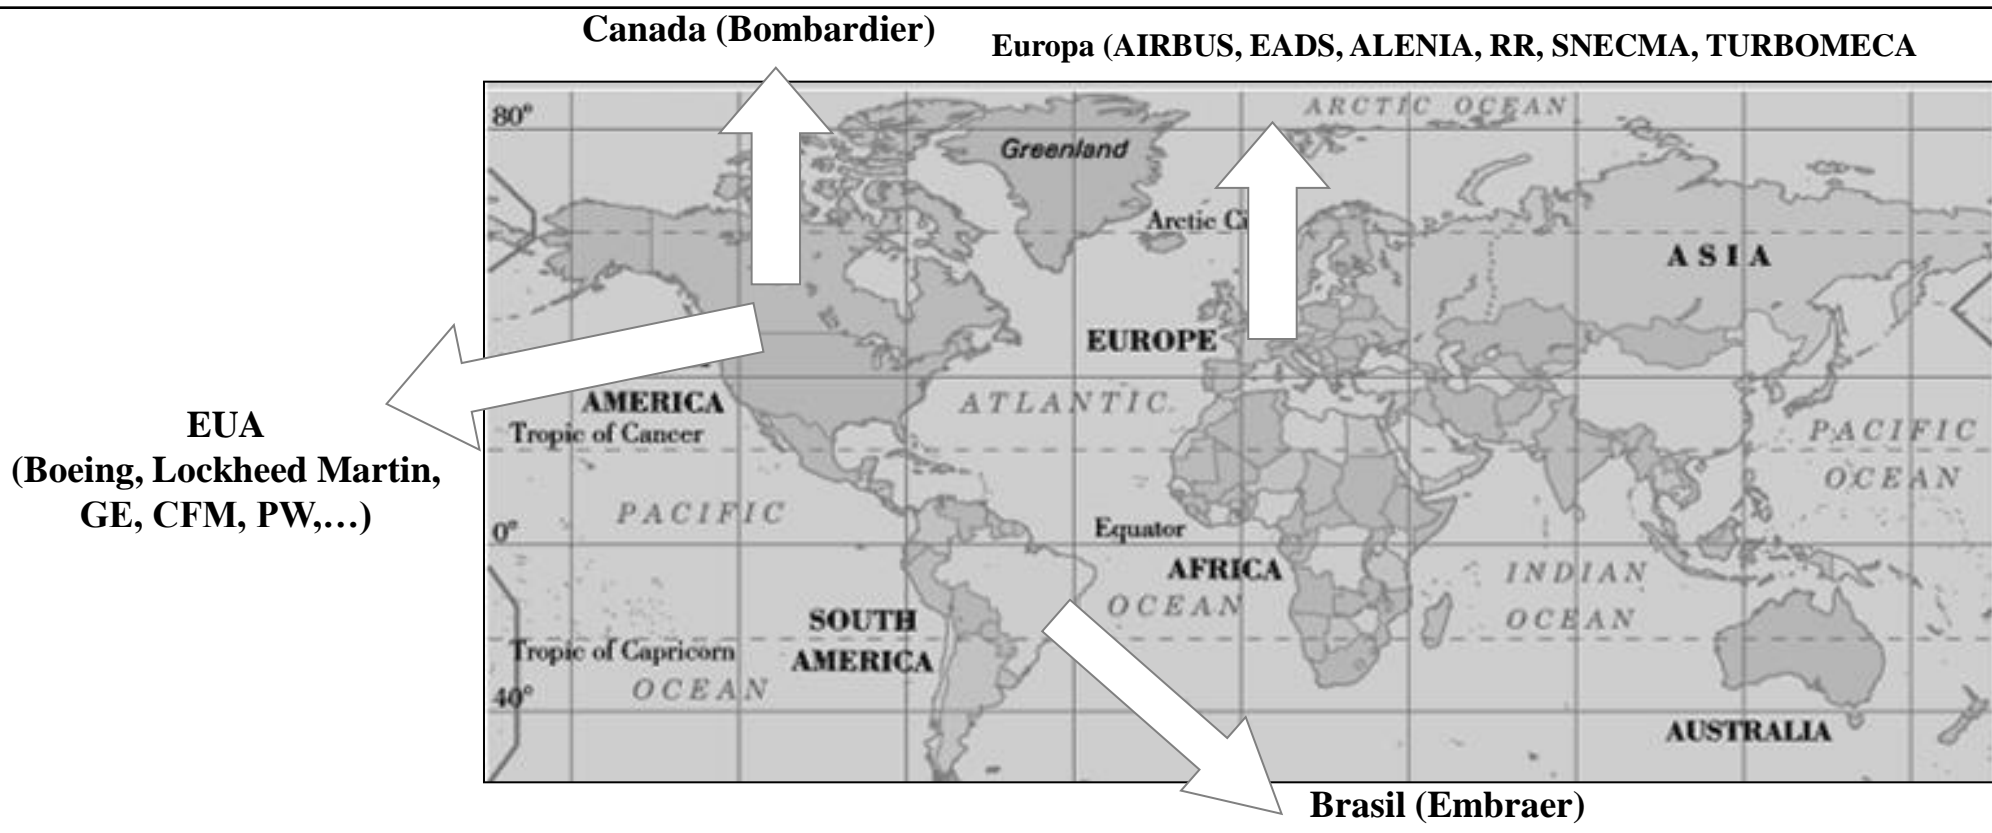 Canada (Bombardier)
Europa (AIRBUS, EADS, ALENIA, RR, SNECMA, TURBOMECA
80°
ARCTIC OCEAN
Greenland
Arctic Ci
ASIA
EUROPE
AMERICA
ATLANTIC
Tropic of Cancer
PACIFIC
OCEAN
EUA
(Boeing, Lockheed Martin,
GE, CFM, PW,…)
PACIFIC
0°
Equator
AFRICA
OCEAN
INDIAN
OCEAN
SOUTH
AMERICA
Tropic of Capricorn
OCEAN
40°
AUSTRALIA
Brasil (Embraer)